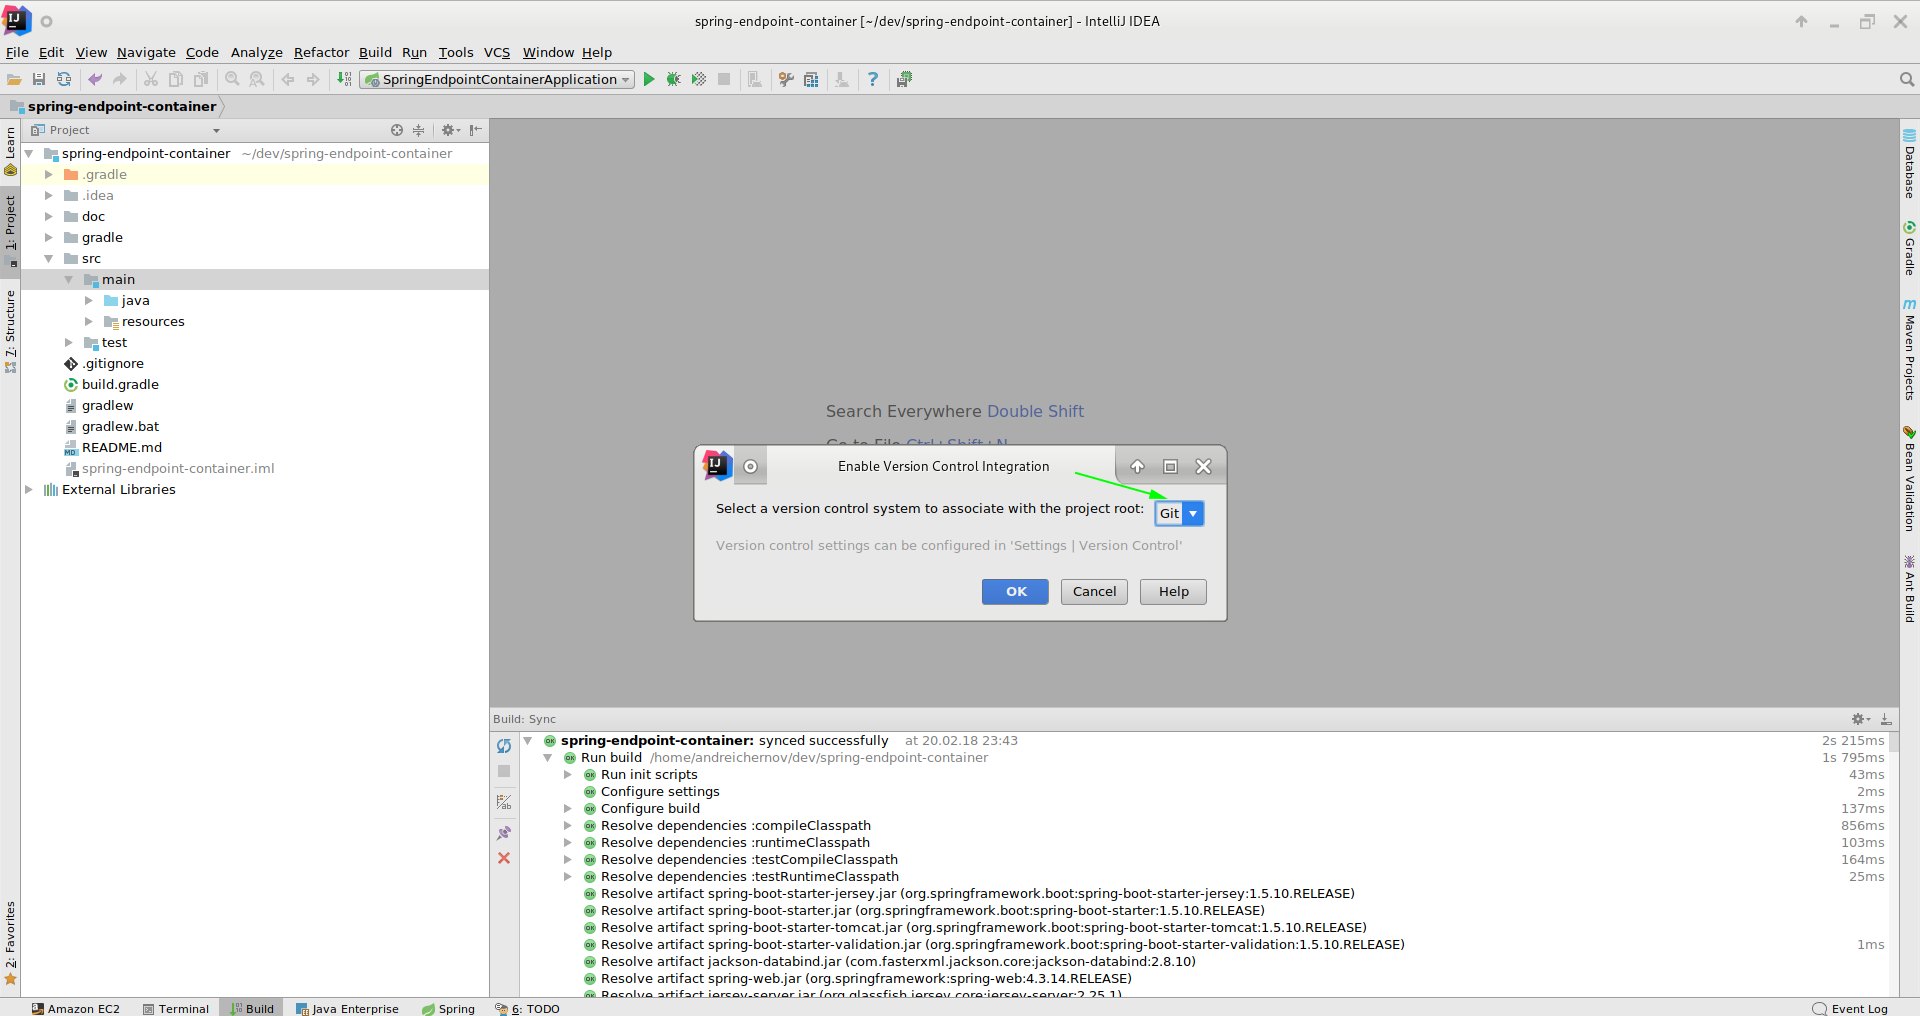 spring-endpoint-container [~/dev/spring-endpoint-container] - IntelliJ IDEA
File Edit View Navigate Code Analyze Refactor Build Run Tools VCS Window Help
SpringEndpointContainerApplication
spring-endpoint-container
Learn
1: Project
7: Structure
2: Favorites
Project
spring-endpoint-container ~/dev/spring-endpoint-container
.gradle
.idea
doc
gradle
src
main
java
resources
test
.gitignore
build.gradle
gradlew
gradlew.bat
README.md
spring-endpoint-container.iml
External Libraries
Search Everywhere Double Shift
Go to File Ctrl+Shift+N
Enable Version Control Integration
Select a version control system to associate with the project root: Git
Version control settings can be configured in 'Settings | Version Control'
OK Cancel Help
Database
Gradle
Maven Projects
Bean Validation
Ant Build
Build: Sync
spring-endpoint-container: synced successfully at 20.02.18 23:43 2s 215ms
Run build /home/andreichernov/dev/spring-endpoint-container 1s 795ms
Run init scripts 43ms
Configure settings 2ms
Configure build 137ms
Resolve dependencies :compileClasspath 856ms
Resolve dependencies :runtimeClasspath 103ms
Resolve dependencies :testCompileClasspath 164ms
Resolve dependencies :testRuntimeClasspath 25ms
Resolve artifact spring-boot-starter-jersey.jar (org.springframework.boot:spring-boot-starter-jersey:1.5.10.RELEASE)
Resolve artifact spring-boot-starter.jar (org.springframework.boot:spring-boot-starter:1.5.10.RELEASE)
Resolve artifact spring-boot-starter-tomcat.jar (org.springframework.boot:spring-boot-starter-tomcat:1.5.10.RELEASE)
Resolve artifact spring-boot-starter-validation.jar (org.springframework.boot:spring-boot-starter-validation:1.5.10.RELEASE) 1ms
Resolve artifact jackson-databind.jar (com.fasterxml.jackson.core:jackson-databind:2.8.10)
Resolve artifact spring-web.jar (org.springframework:spring-web:4.3.14.RELEASE)
Resolve artifact jersey-server.jar (org.glassfish.jersey.core:jersey-server:2.25.1)
Amazon EC2 Terminal Build Java Enterprise Spring 6: TODO Event Log